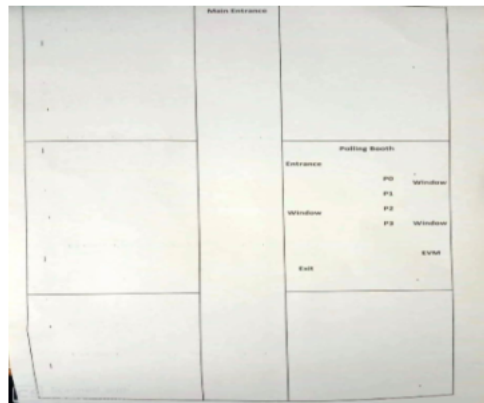 Main Entrance
Polling Booth
Entrance
P0
Window
P1
P2
Window
P3
Window
EVM
Exit